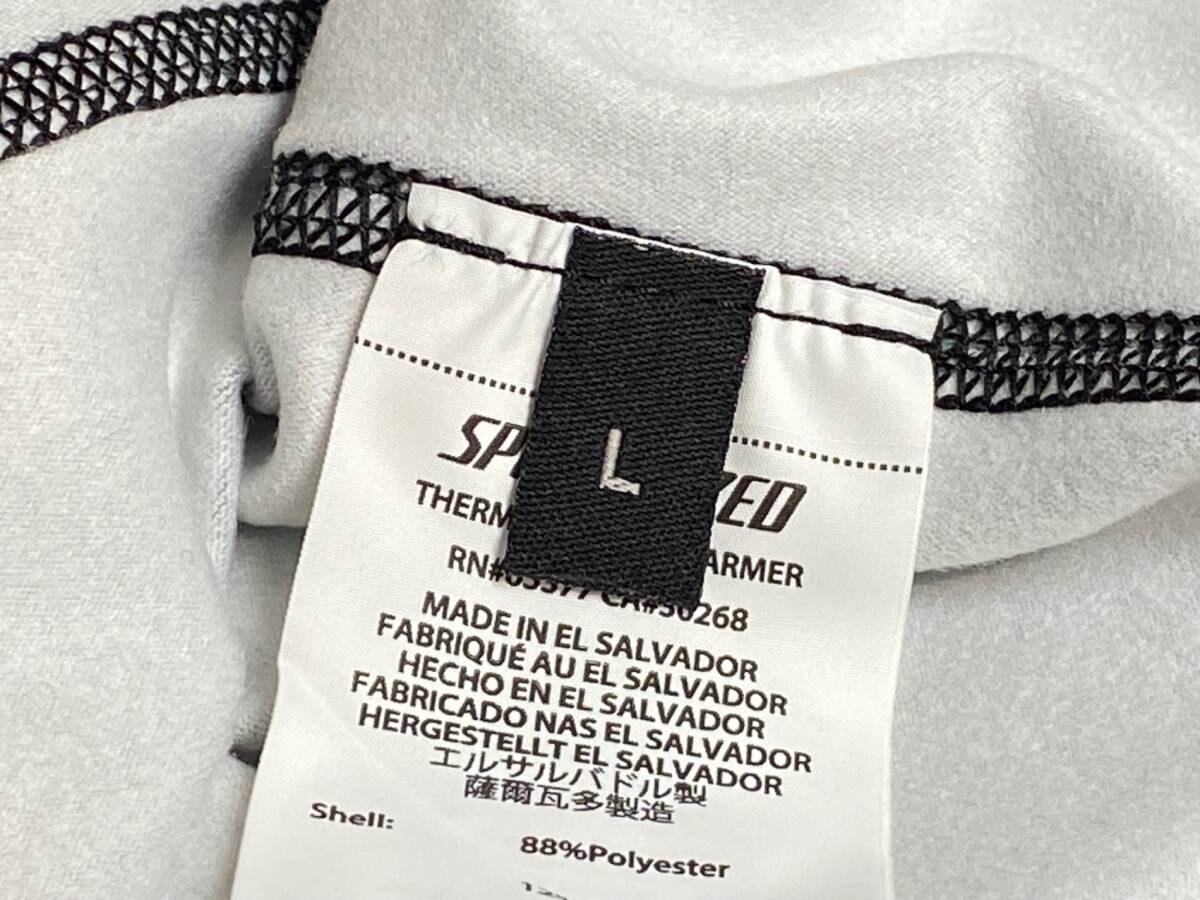 L
SP ZED
THERM ARMER
RN# CA#30268
MADE IN EL SALVADOR
FABRIQUÉ AU EL SALVADOR
HECHO EN EL SALVADOR
FABRICADO NAS EL SALVADOR
HERGESTELLT EL SALVADOR
エルサルバドル製
薩爾瓦多製造
Shell:
88%Polyester